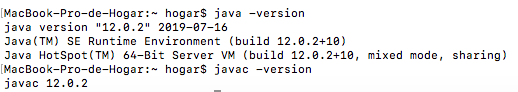 [MacBook-Pro-de-Hogar:~ hogar$ java -version
java version "12.0.2" 2019-07-16
Java(TM) SE Runtime Environment (build 12.0.2+10)
Java HotSpot(TM) 64-Bit Server VM (build 12.0.2+10, mixed mode, sharing)
[MacBook-Pro-de-Hogar:~ hogar$ javac -version
javac 12.0.2